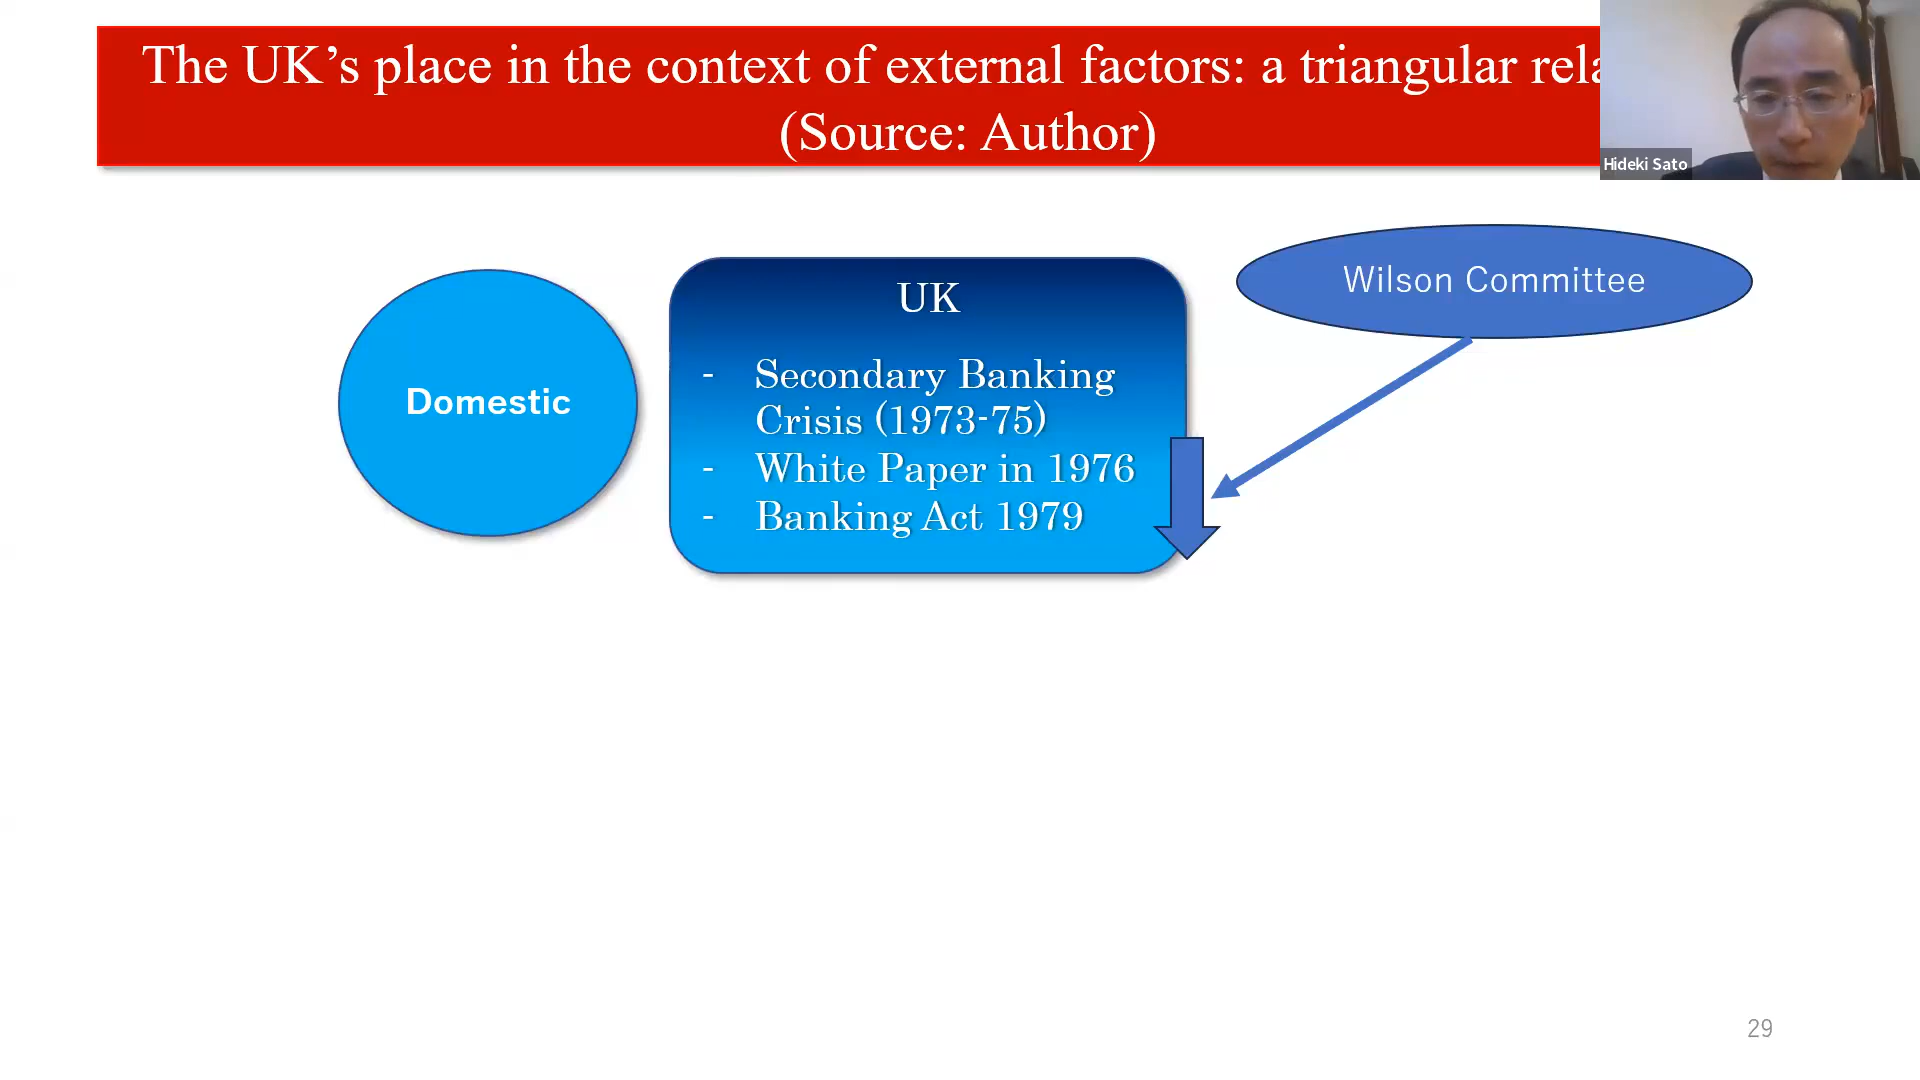 The UK’s place in the context of external factors: a triangular
(Source: Author)
Hideki Sato
Wilson Committee
UK
Domestic
- Secondary Banking
Crisis (1973-75)
- White Paper in 1976
- Banking Act 1979
29